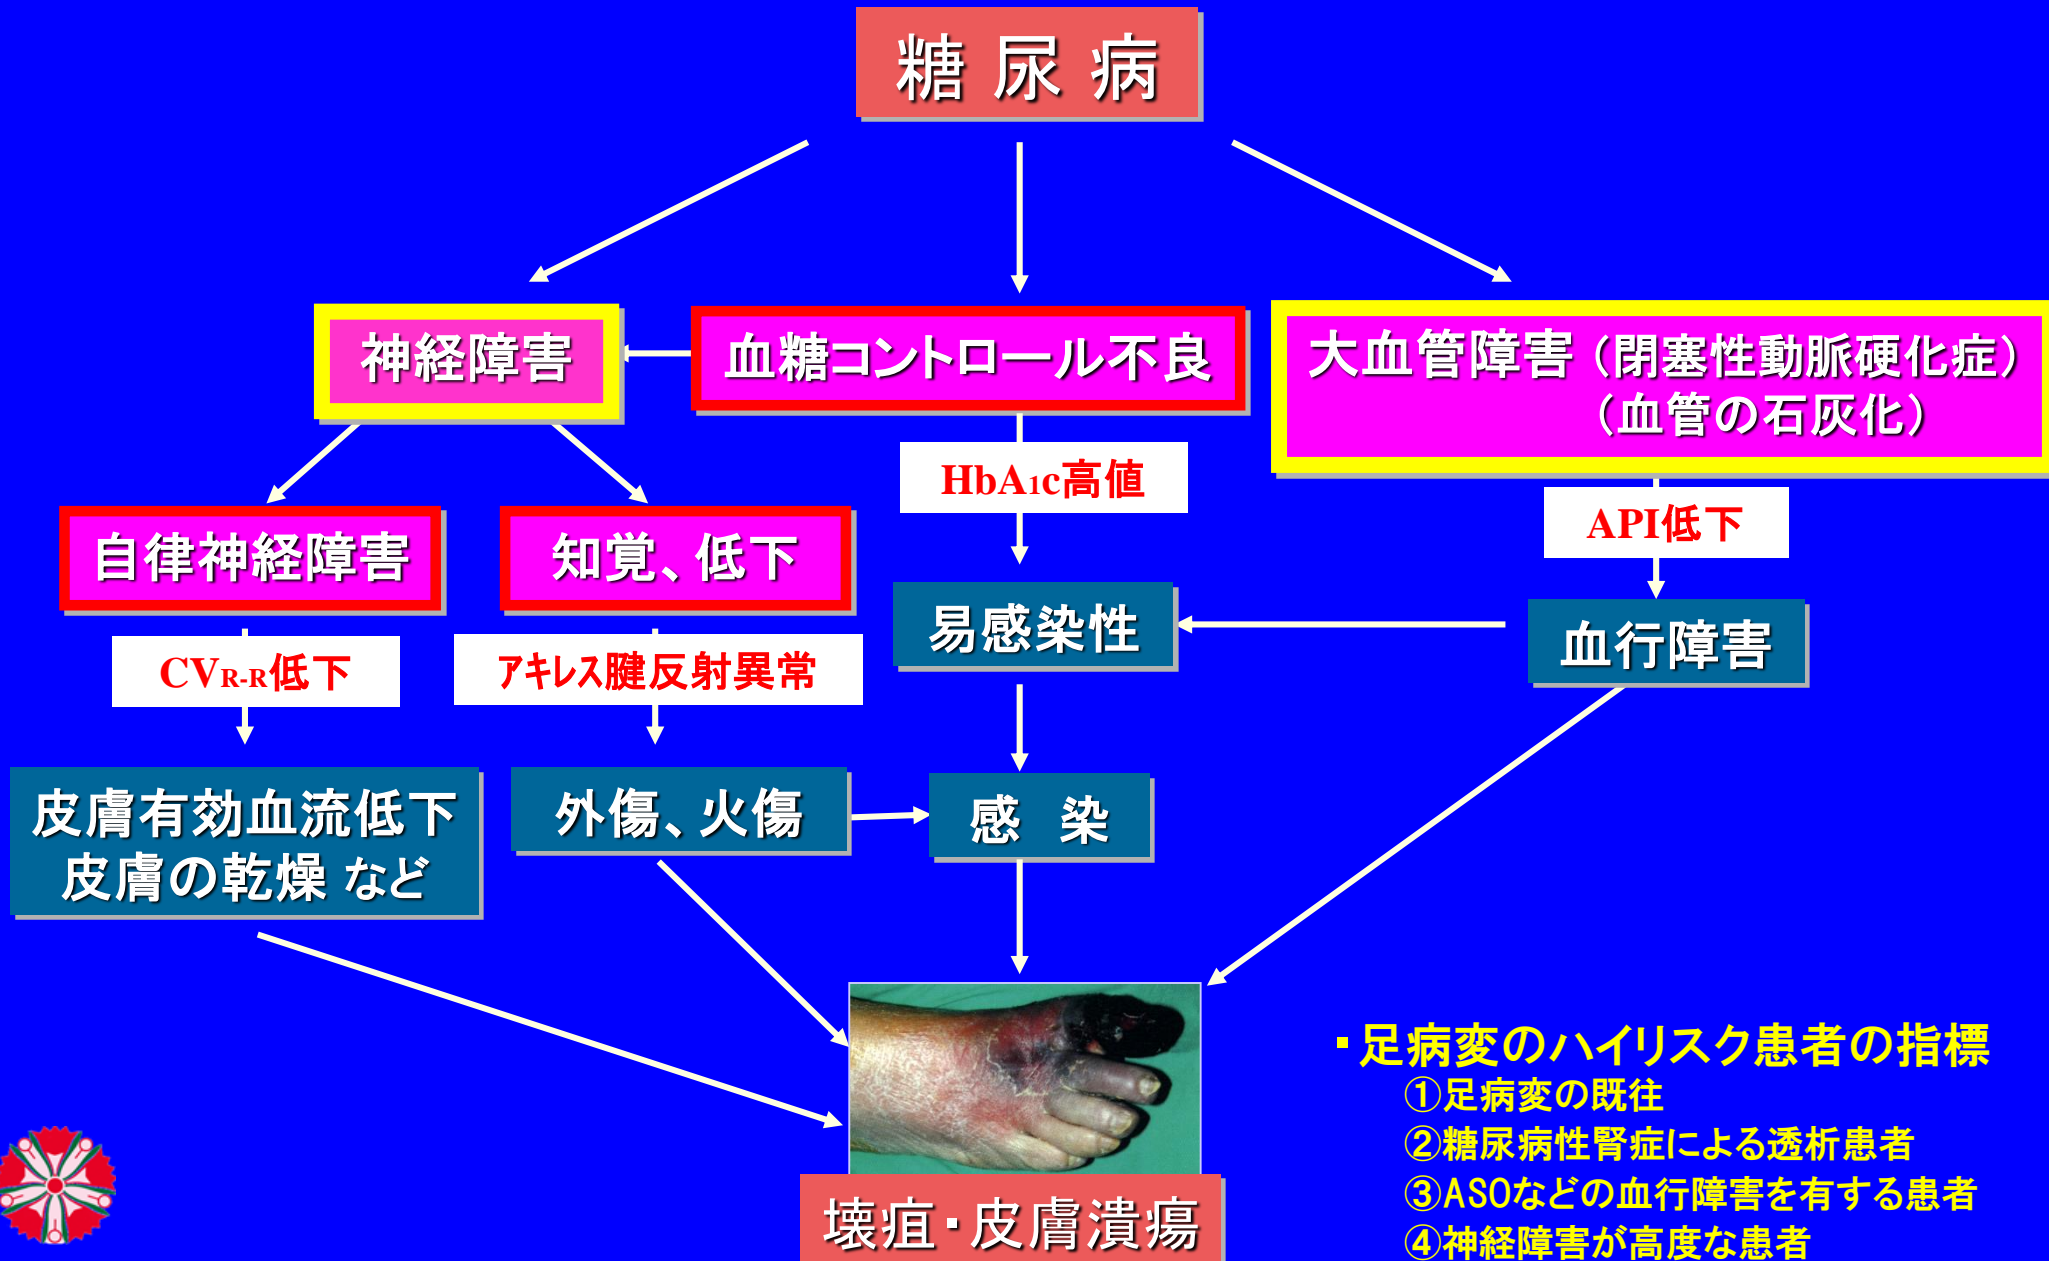 糖 尿 病
神経障害
血糖コントロール不良
大血管障害（閉塞性動脈硬化症）
（血管の石灰化）
HbA1c高値
API低下
自律神経障害
知覚、低下
易感染性
血行障害
CVR-R低下
アキレス腱反射異常
皮膚有効血流低下
皮膚の乾燥 など
外傷、火傷
感 染
壊疽・皮膚潰瘍
・足病変のハイリスク患者の指標
①足病変の既往
②糖尿病性腎症による透析患者
③ASOなどの血行障害を有する患者
④神経障害が高度な患者